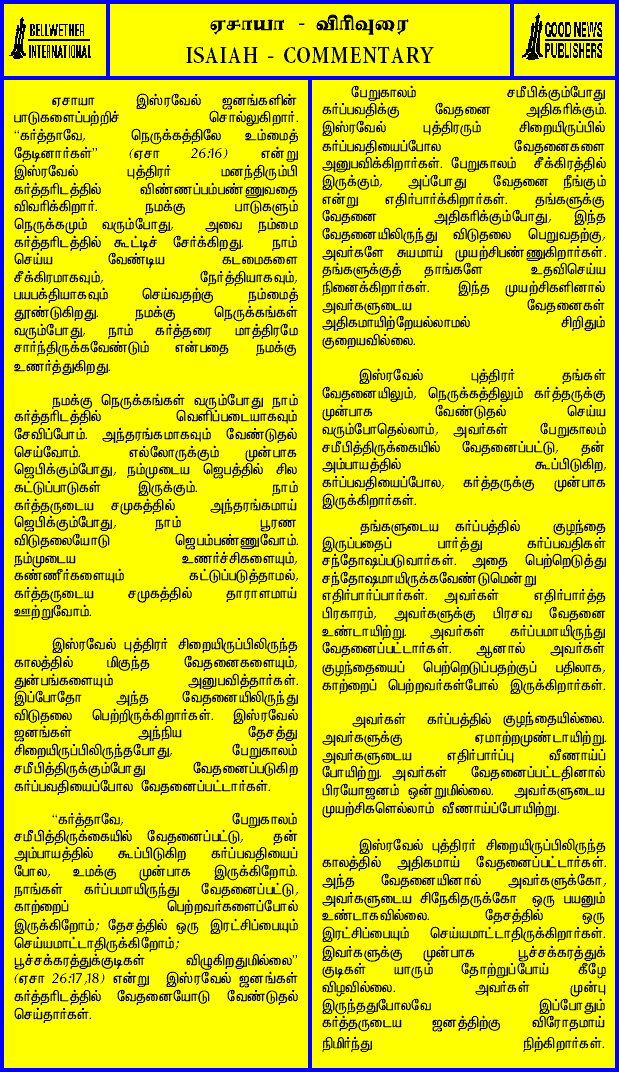 BELLWETHER
INTERNATIONAL
ஏசாயா - விரிவுரை
ISAIAH - COMMENTARY
GOOD NEWS
PUBLISHERS
ஏசாயா இஸ்ரவேல் ஜனங்களின்
பாடுகளைப்பற்றிச் சொல்லுகிறார்.
“கர்த்தாவே, நெருக்கத்திலே உம்மைத்
தேடினார்கள்” (ஏசா 26:16) என்று
இஸ்ரவேல் புத்திரர் மனந்திரும்பி
கர்த்தரிடத்தில் விண்ணப்பம்பண்ணுவதை
விவரிக்கிறார். நமக்கு பாடுகளும்
நெருக்கமும் வரும்போது, அவை நம்மை
கர்த்தரிடத்தில் கூட்டிச் சேர்க்கிறது. நாம்
செய்ய வேண்டிய கடமைகளை
சீக்கிரமாகவும், நேர்த்தியாகவும்,
பயபக்தியாகவும் செய்வதற்கு நம்மைத்
தூண்டுகிறது. நமக்கு நெருக்கங்கள்
வரும்போது, நாம் கர்த்தரை மாத்திரமே
சார்ந்திருக்கவேண்டும் என்பதை நமக்கு
உணர்த்துகிறது.
நமக்கு நெருக்கங்கள் வரும்போது நாம்
கர்த்தரிடத்தில் வெளிப்படையாகவும்
சேவிப்போம். அந்தரங்கமாகவும் வேண்டுதல்
செய்வோம். எல்லோருக்கும் முன்பாக
ஜெபிக்கும்போது, நம்முடைய ஜெபத்தில் சில
கட்டுப்பாடுகள் இருக்கும். நாம்
கர்த்தருடைய சமுகத்தில் அந்தரங்கமாய்
ஜெபிக்கும்போது, நாம் பூரண
விடுதலையோடு ஜெபம்பண்ணுவோம்.
நம்முடைய உணர்ச்சிகளையும்,
கண்ணீர்களையும் கட்டுப்படுத்தாமல்,
கர்த்தருடைய சமுகத்தில் தாராளமாய்
ஊற்றுவோம்.
இஸ்ரவேல் புத்திரர் சிறையிருப்பிலிருந்த
காலத்தில் மிகுந்த வேதனைகளையும்,
துன்பங்களையும் அனுபவித்தார்கள்.
இப்போதோ அந்த வேதனையிலிருந்து
விடுதலை பெற்றிருக்கிறார்கள். இஸ்ரவேல்
ஜனங்கள் அந்நிய தேசத்து
சிறையிருப்பிலிருந்தபோது, பேறுகாலம்
சமீபித்திருக்கும்போது வேதனைப்படுகிற
கர்ப்பவதியைப்போல வேதனைப்பட்டார்கள்.
“கர்த்தாவே, பேறுகாலம்
சமீபித்திருக்கையில் வேதனைப்பட்டு, தன்
அம்பாயத்தில் கூப்பிடுகிற கர்ப்பவதியைப்
போல, உமக்கு முன்பாக இருக்கிறோம்.
நாங்கள் கர்ப்பமாயிருந்து வேதனைப்பட்டு,
காற்றைப் பெற்றவர்களைப்போல்
இருக்கிறோம்; தேசத்தில் ஒரு இரட்சிப்பையும்
செய்யமாட்டாதிருக்கிறோம்;
பூச்சக்கரத்துக்குடிகள் விழுகிறதுமில்லை”
(ஏசா 26:17,18) என்று இஸ்ரவேல் ஜனங்கள்
கர்த்தரிடத்தில் வேதனையோடு வேண்டுதல்
செய்தார்கள்.
பேறுகாலம் சமீபிக்கும்போது
கர்ப்பவதிக்கு வேதனை அதிகரிக்கும்.
இஸ்ரவேல் புத்திரரும் சிறையிருப்பில்
கர்ப்பவதியைப்போல வேதனைகளை
அனுபவிக்கிறார்கள். பேறுகாலம் சீக்கிரத்தில்
இருக்கும், அப்போது வேதனை நீங்கும்
என்று எதிர்பார்க்கிறார்கள். தங்களுக்கு
வேதனை அதிகரிக்கும்போது, இந்த
வேதனையிலிருந்து விடுதலை பெறுவதற்கு,
அவர்களே சுயமாய் முயற்சிபண்ணுகிறார்கள்.
தங்களுக்குத் தாங்களே உதவிசெய்ய
நினைக்கிறார்கள். இந்த முயற்சிகளினால்
அவர்களுடைய வேதனைகள்
அதிகமாயிற்றேயல்லாமல் சிறிதும்
குறையவில்லை.
இஸ்ரவேல் புத்திரர் தங்கள்
வேதனையிலும், நெருக்கத்திலும் கர்த்தருக்கு
முன்பாக வேண்டுதல் செய்ய
வரும்போதெல்லாம், அவர்கள் பேறுகாலம்
சமீபித்திருக்கையில் வேதனைப்பட்டு, தன்
அம்பாயத்தில் கூப்பிடுகிற,
கர்ப்பவதியைப்போல, கர்த்தருக்கு முன்பாக
இருக்கிறார்கள்.
தங்களுடைய கர்ப்பத்தில் குழந்தை
இருப்பதைப் பார்த்து கர்ப்பவதிகள்
சந்தோஷப்படுவார்கள். அதை பெற்றெடுத்து
சந்தோஷமாயிருக்கவேண்டுமென்று
எதிர்பார்ப்பார்கள். அவர்கள் எதிர்பார்த்த
பிரகாரம், அவர்களுக்கு பிரசவ வேதனை
உண்டாயிற்று. அவர்கள் கர்ப்பமாயிருந்து
வேதனைப்பட்டார்கள். ஆனால் அவர்கள்
குழந்தையைப் பெற்றெடுப்பதற்குப் பதிலாக,
காற்றைப் பெற்றவர்கள்போல் இருக்கிறார்கள்.
அவர்கள் கர்ப்பத்தில் குழந்தையில்லை.
அவர்களுக்கு ஏமாற்றமுண்டாயிற்று.
அவர்களுடைய எதிர்பார்ப்பு வீணாய்ப்
போயிற்று. அவர்கள் வேதனைப்பட்டதினால்
பிரயோஜனம் ஒன்றுமில்லை. அவர்களுடைய
முயற்சிகளெல்லாம் வீணாய்ப்போயிற்று.
இஸ்ரவேல் புத்திரர் சிறையிருப்பிலிருந்த
காலத்தில் அதிகமாய் வேதனைப்பட்டார்கள்.
அந்த வேதனையினால் அவர்களுக்கோ,
அவர்களுடைய சிநேகிதருக்கோ ஒரு பயனும்
உண்டாகவில்லை. தேசத்தில் ஒரு
இரட்சிப்பையும் செய்யமாட்டாதிருக்கிறார்கள்.
இவர்களுக்கு முன்பாக பூச்சக்கரத்துக்
குடிகள் யாரும் தோற்றுப்போய் கீழே
விழவில்லை. அவர்கள் முன்பு
இருந்ததுபோலவே இப்போதும்
கர்த்தருடைய ஜனத்திற்கு விரோதமாய்
நிமிர்ந்து நிற்கிறார்கள்.